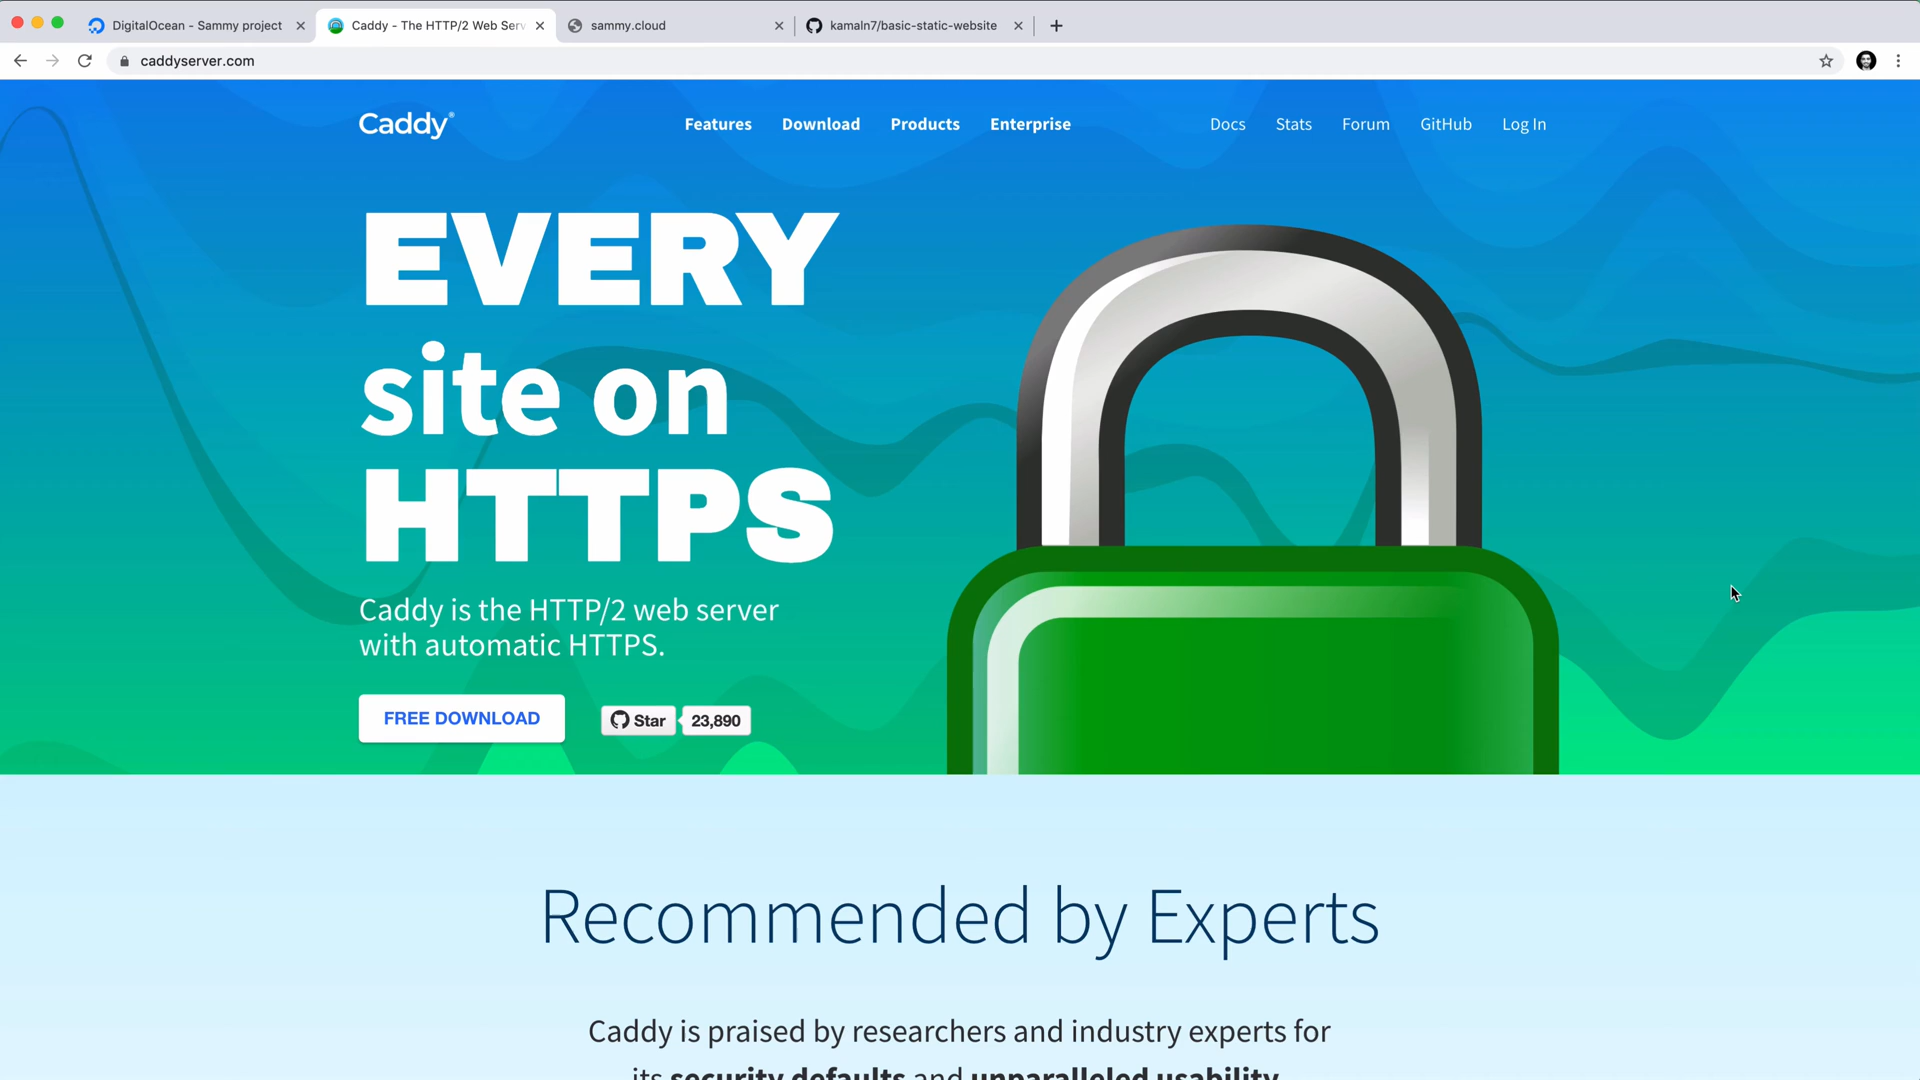 DigitalOcean - Sammy project
Caddy - The HTTP/2 Web Serv
sammy.cloud
kamaln7/basic-static-website
caddyserver.com
Caddy®
Features
Download
Products
Enterprise
Docs
Stats
Forum
GitHub
Log In
EVERY
site on
HTTPS
Caddy is the HTTP/2 web server
with automatic HTTPS.
FREE DOWNLOAD
Star
23,890
Recommended by Experts
Caddy is praised by researchers and industry experts for
its security defaults and unparalleled usability.